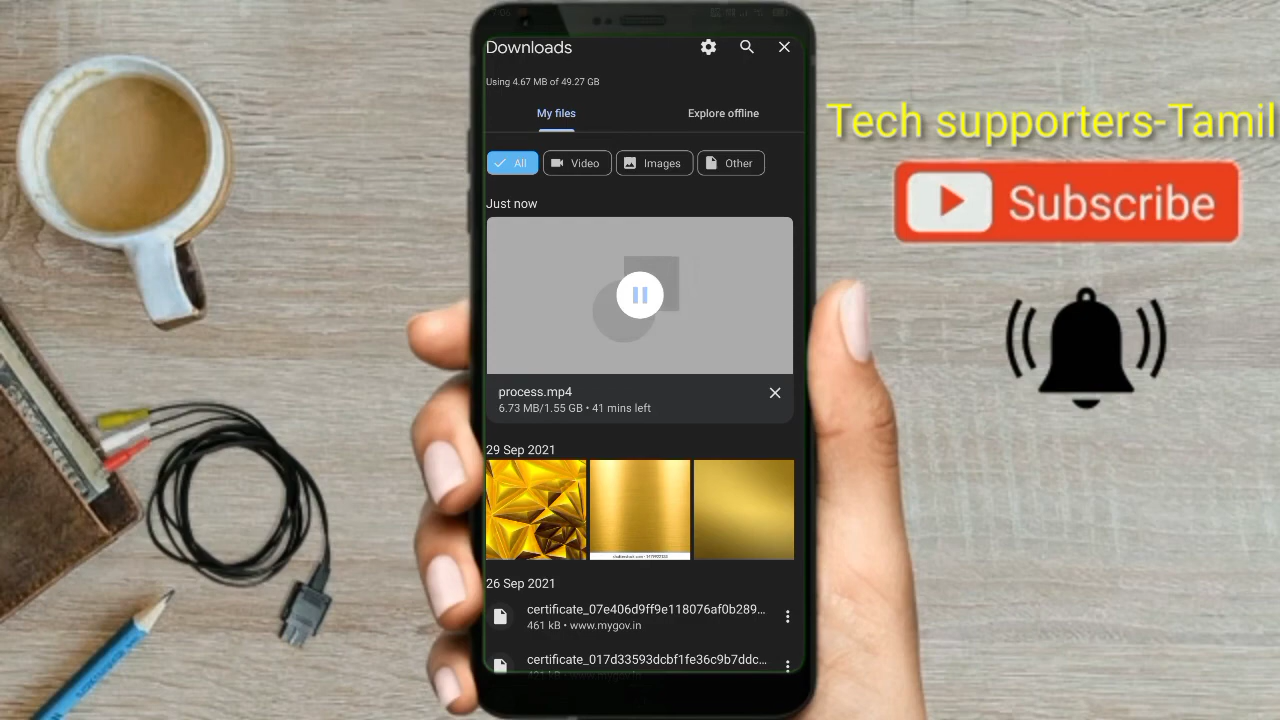 Downloads
Using 4.67 MB of 49.27 GB
My files
Explore offline
All
Video
Images
Other
Just now
process.mp4
6.73 MB/1.55 GB • 41 mins left
29 Sep 2021
26 Sep 2021
certificate_07e406d9ff9e118076af0b289...
461 kB • www.mygov.in
certificate_017d33593dcbf1fe36c9b7ddc...
Tech supporters-Tamil
Subscribe